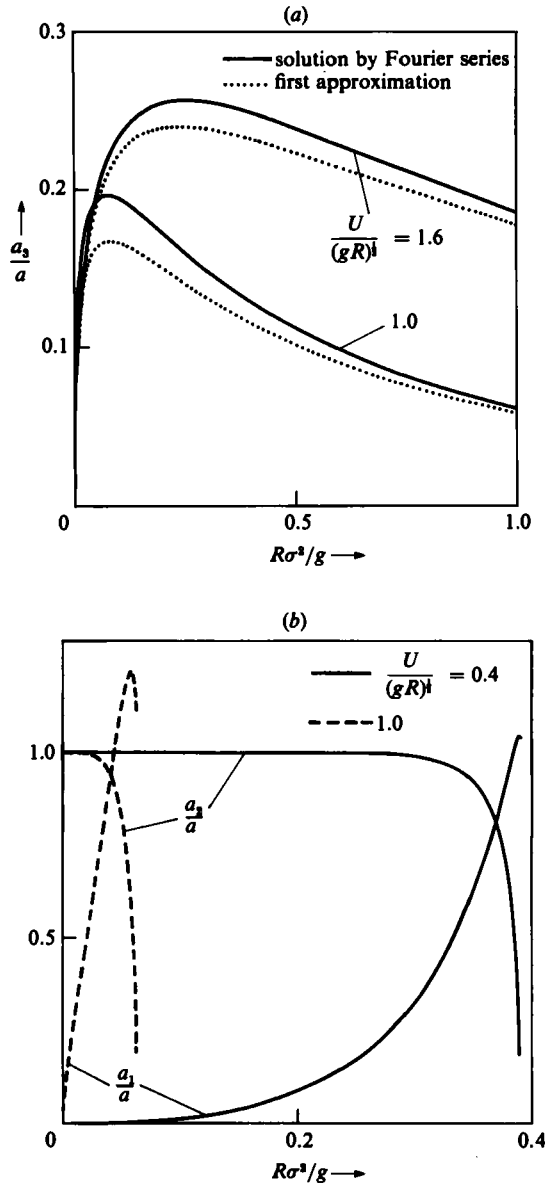 (a)
0.3
solution by Fourier series
first approximation
0.2
a₃/a
U/(gR)^½ = 1.6
1.0
0.1
0
0.5
1.0
Rσ²/g
(b)
U/(gR)^½ = 0.4
1.0
1.0
a₂/a
0.5
a₁/a
0
0.2
0.4
Rσ²/g